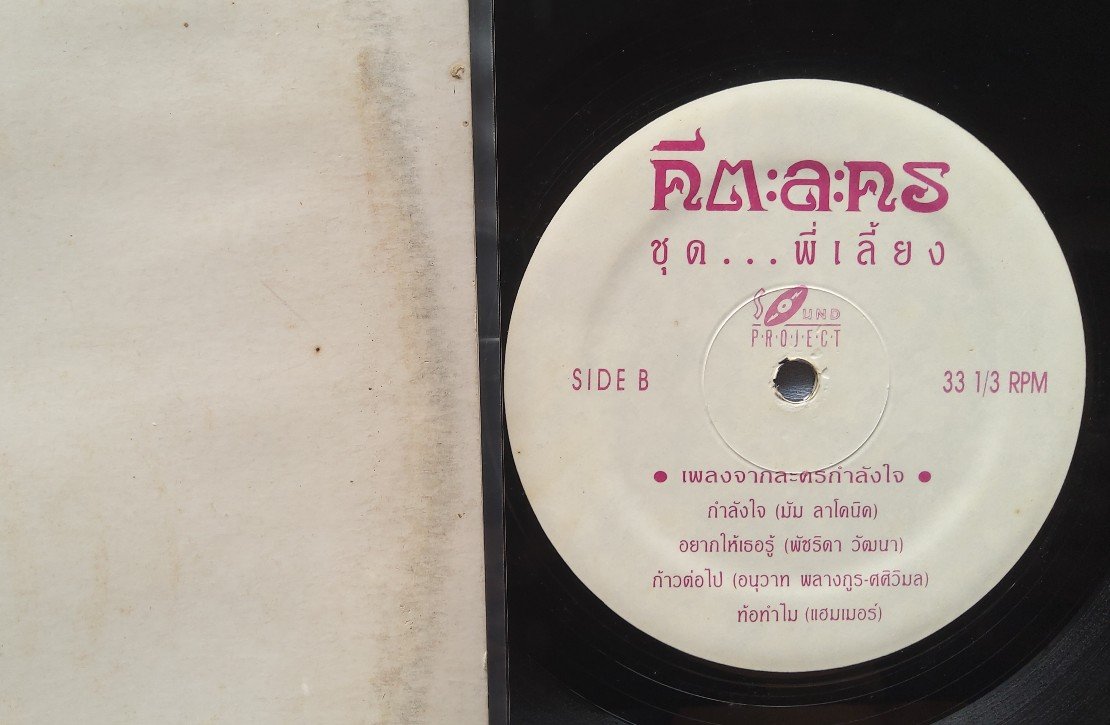 คีตะละคร
ชุด...พี่เลี้ยง
SOUND
P·R·O·J·E·C·T
SIDE B
33 1/3 RPM
• เพลงจากละครกำลังใจ •
กำลังใจ (มัม ลาโคนิค)
อยากให้เธอรู้ (พัชริดา วัฒนา)
ก้าวต่อไป (อนุวาท พลางกูร-ศศิวิมล)
ท้อทำไม (แฮมเมอร์)